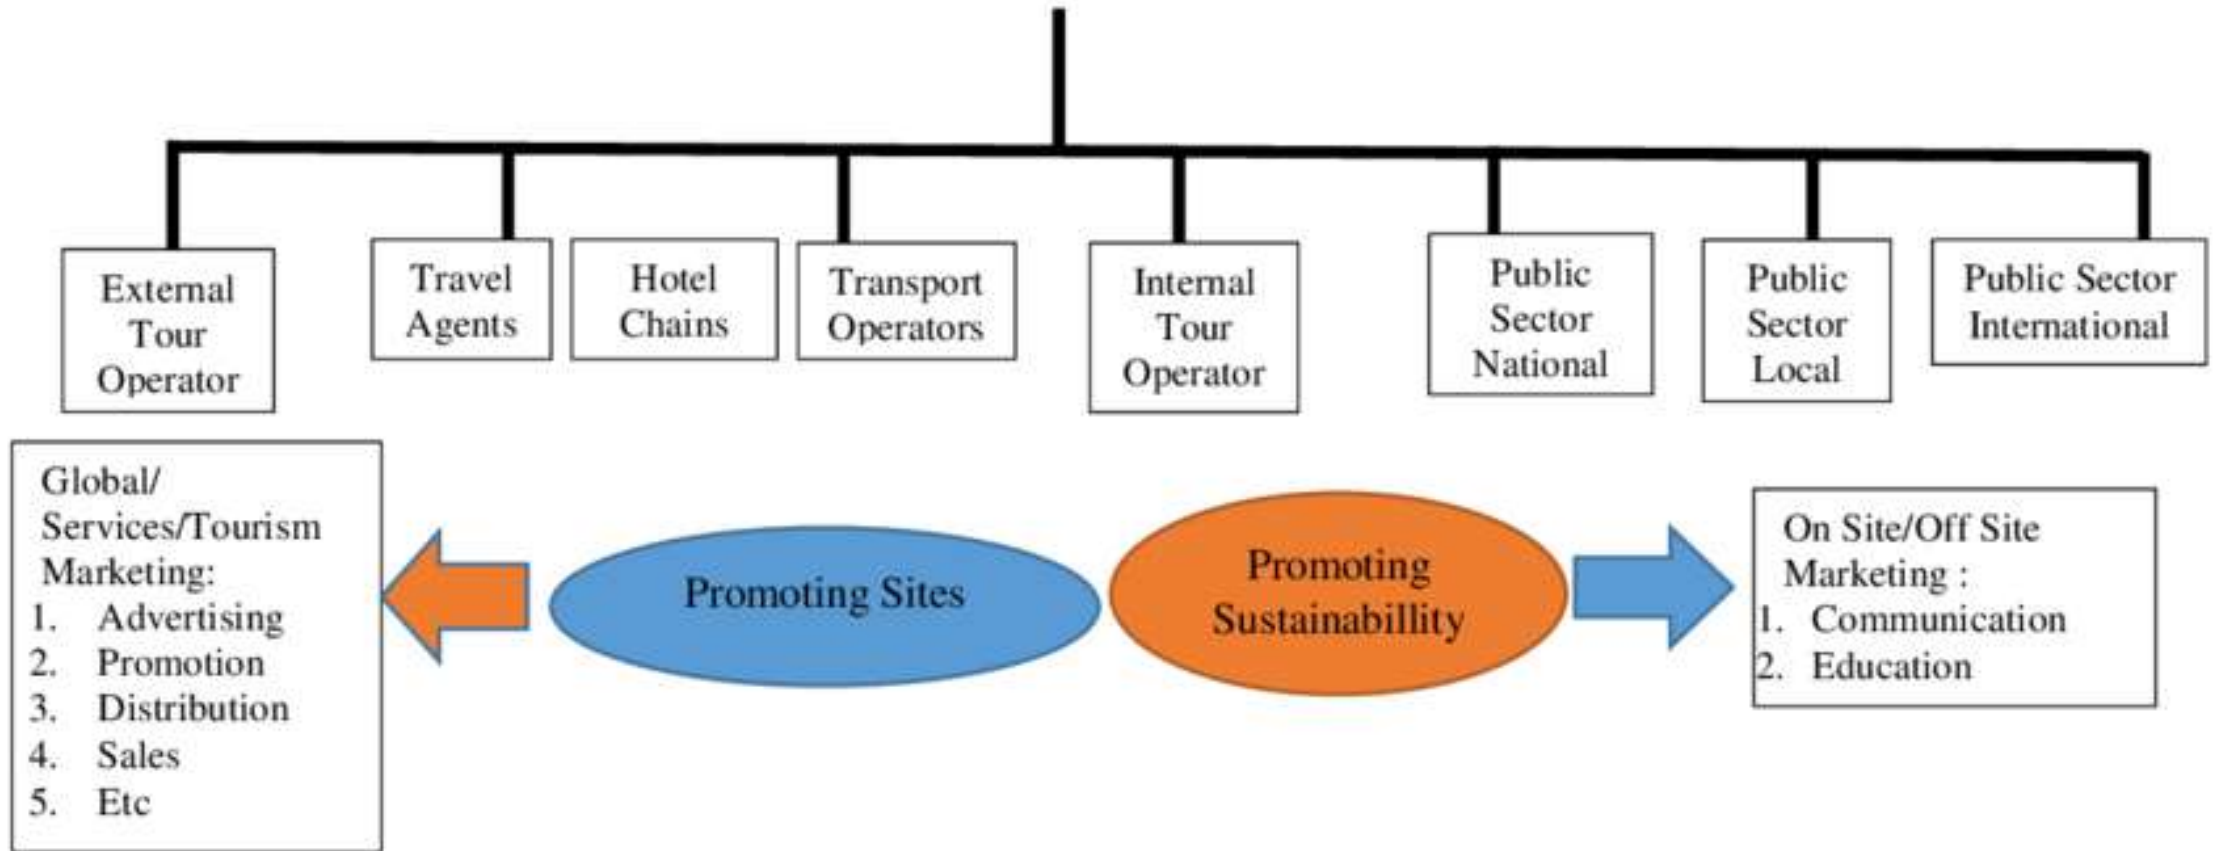 External
Tour
Operator
Travel
Agents
Hotel
Chains
Transport
Operators
Internal
Tour
Operator
Public
Sector
National
Public
Sector
Local
Public Sector
International
Global/
Services/Tourism
Marketing:
1. Advertising
2. Promotion
3. Distribution
4. Sales
5. Etc
Promoting Sites
Promoting
Sustainabillity
On Site/Off Site
Marketing :
1. Communication
2. Education